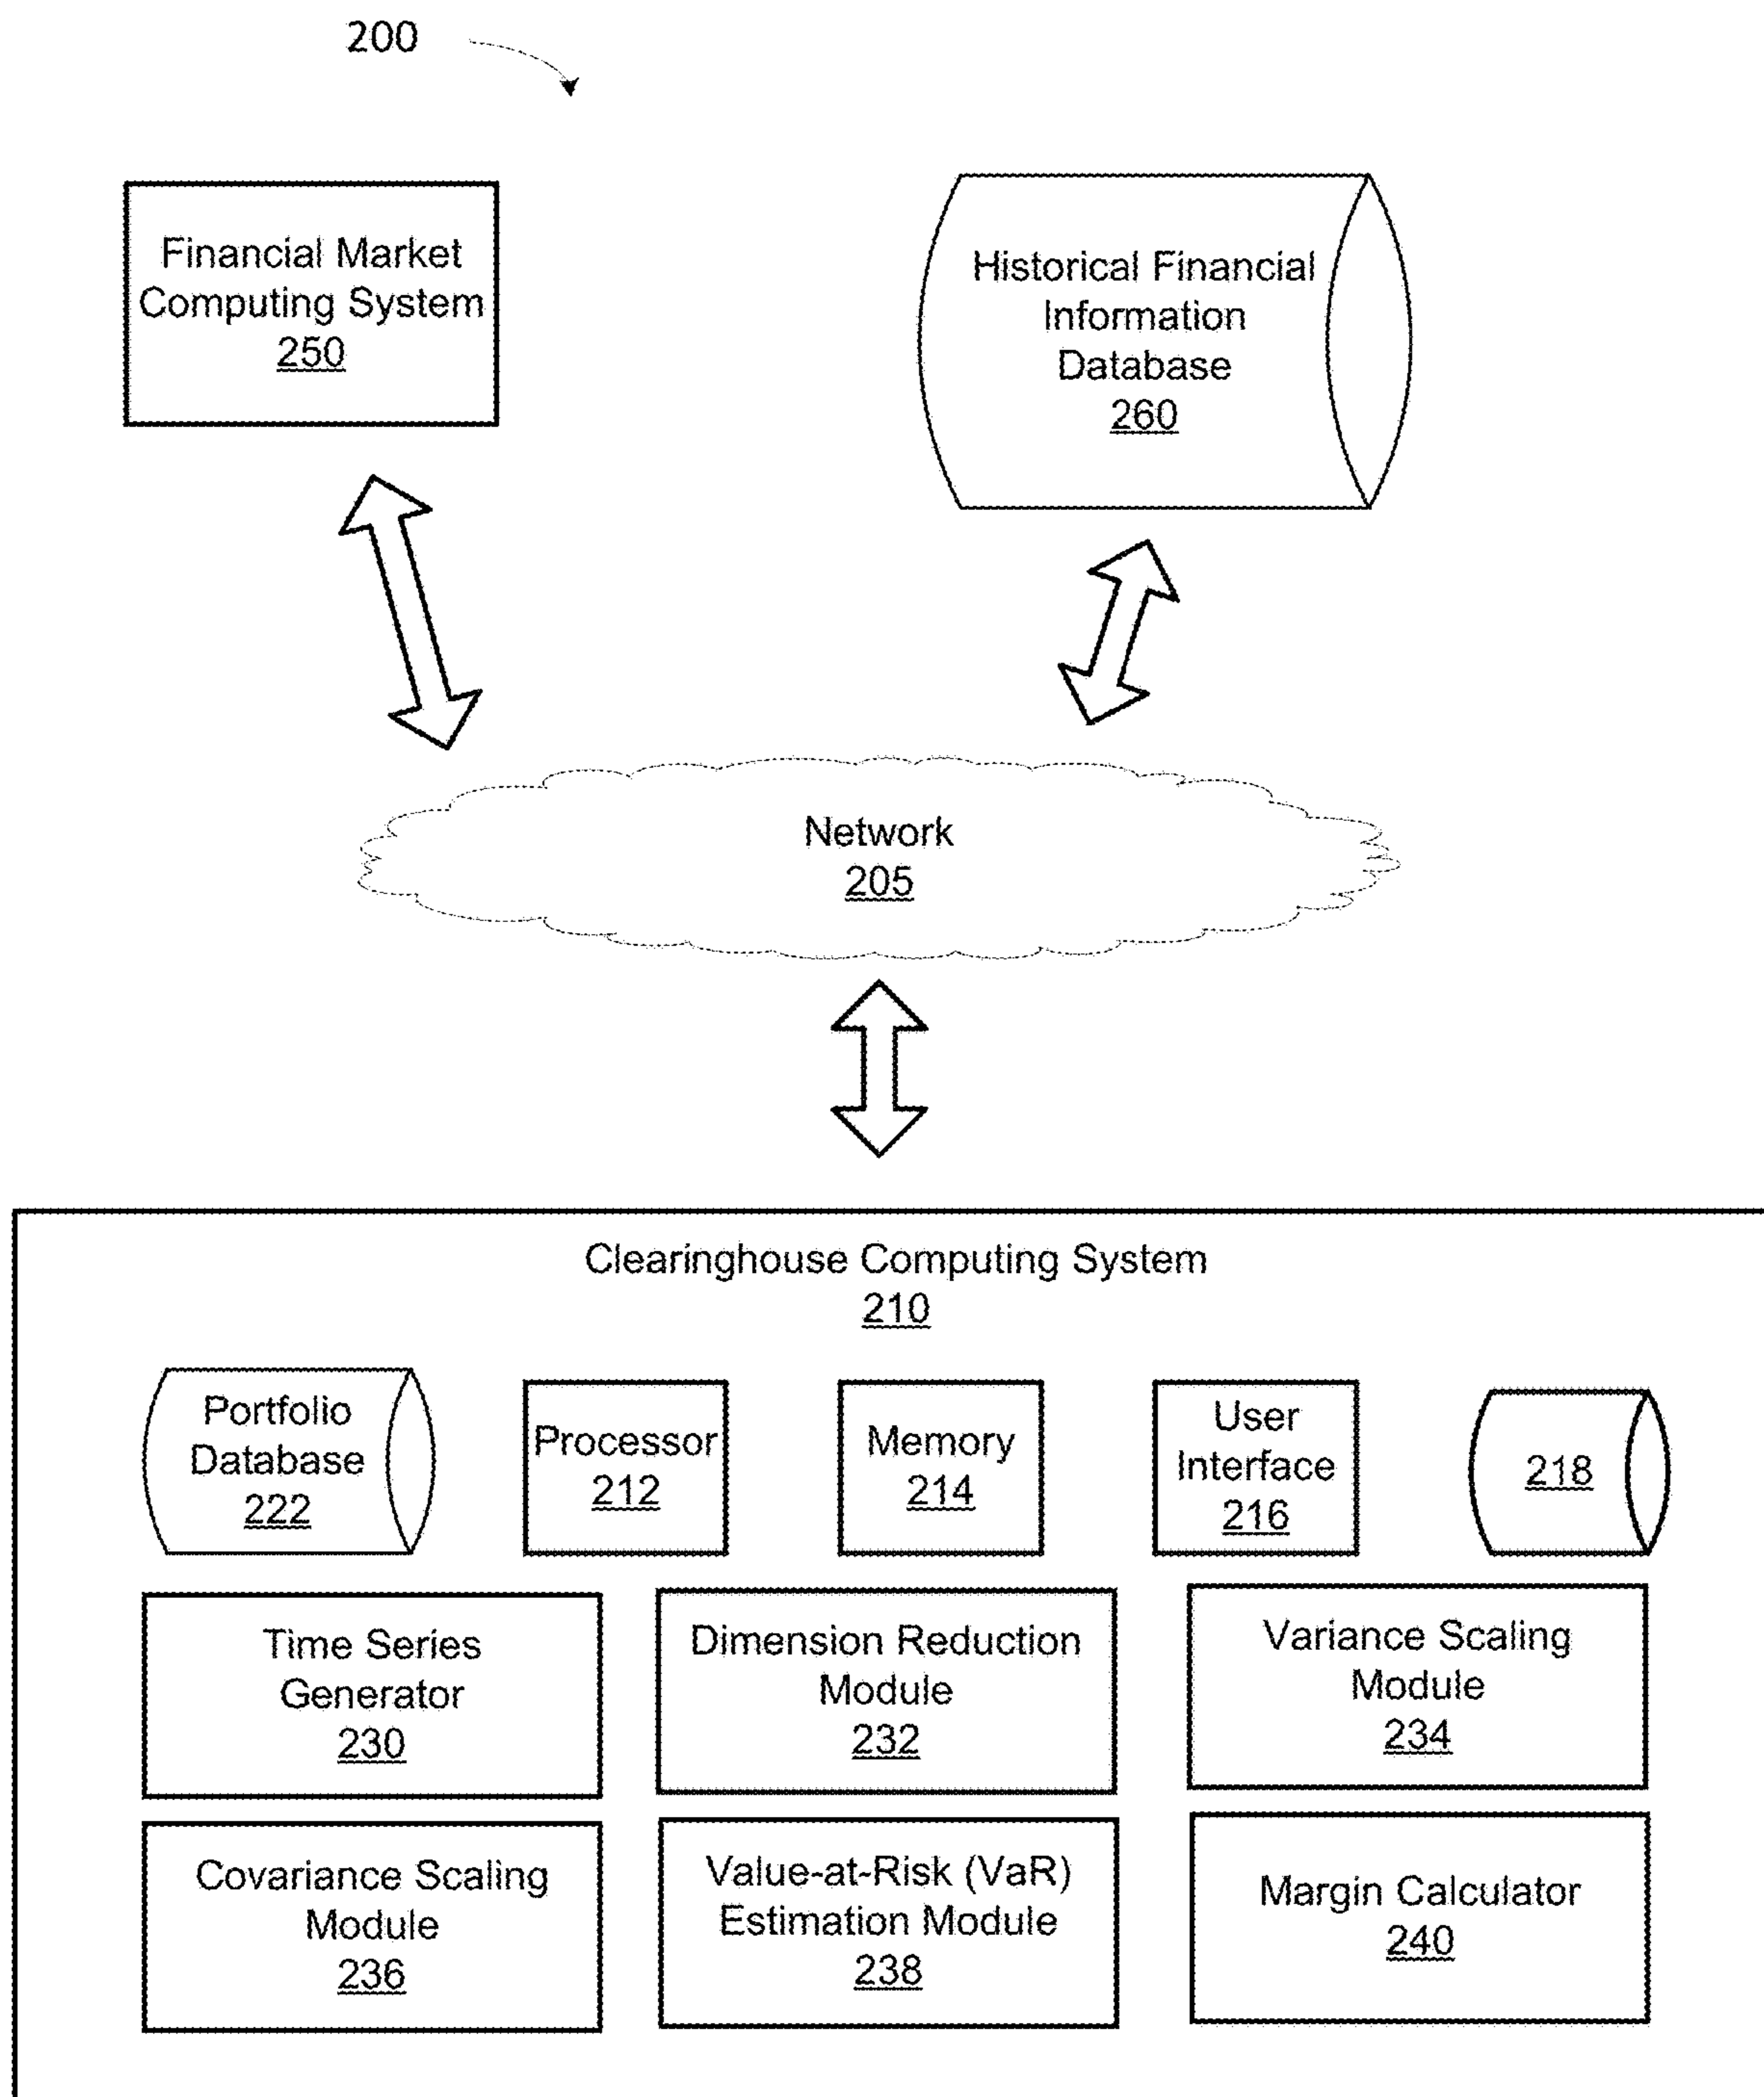 200
Financial Market
Computing System
250
Historical Financial
Information
Database
260
Network
205
Clearinghouse Computing System
210
Portfolio
Database
222
Processor
212
Memory
214
User
Interface
216
218
Time Series
Generator
230
Dimension Reduction
Module
232
Variance Scaling
Module
234
Covariance Scaling
Module
236
Value-at-Risk (VaR)
Estimation Module
238
Margin Calculator
240